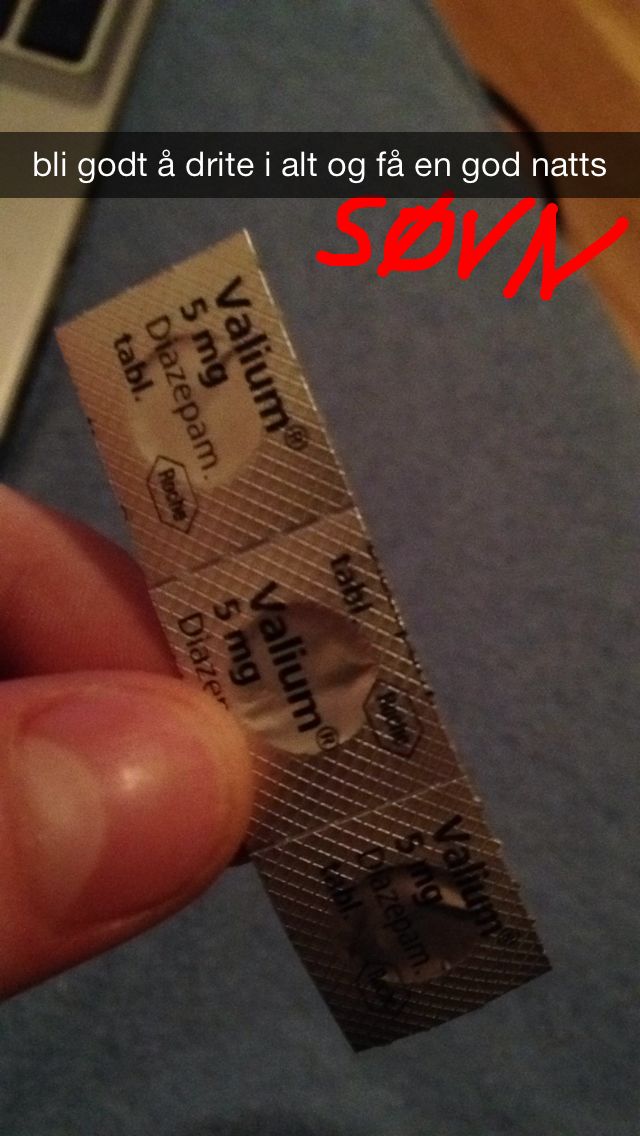 bli godt å drite i alt og få en god natts
SØVN
Valium®
5 mg
Diazepam.
tabl.
Roche
tabl
Valium®
5 mg
Diazep
Roche
Valium®
5 mg
Diazepam.
tabl.